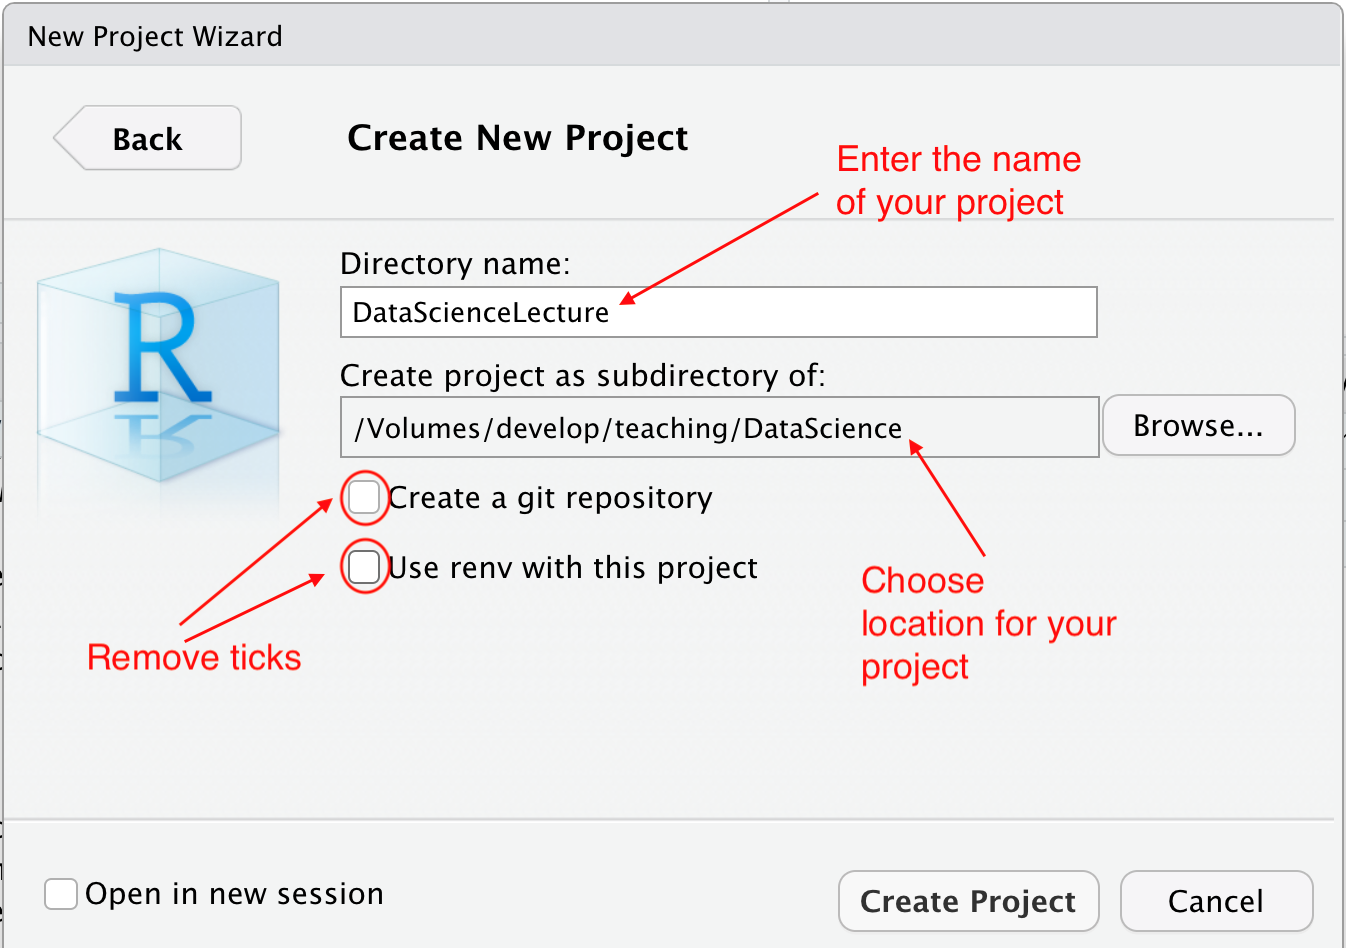 New Project Wizard
Back
Create New Project
Enter the name
of your project
Directory name:
DataScienceLecture
Create project as subdirectory of:
/Volumes/develop/teaching/DataScience
Browse...
Create a git repository
Use renv with this project
Remove ticks
Choose
location for your
project
R
Open in new session
Create Project
Cancel